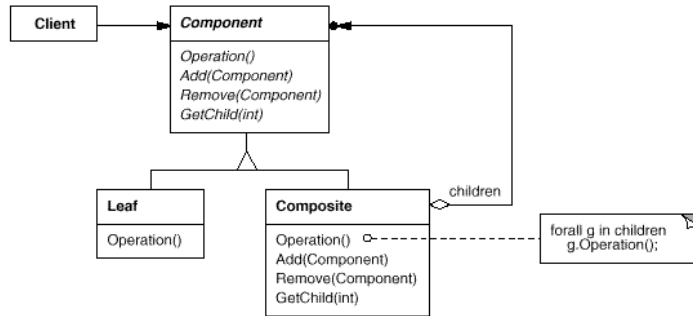 Client
Component
Operation()
Add(Component)
Remove(Component)
GetChild(int)
Leaf
Operation()
Composite
Operation()
Add(Component)
Remove(Component)
GetChild(int)
children
forall g in children
g.Operation();